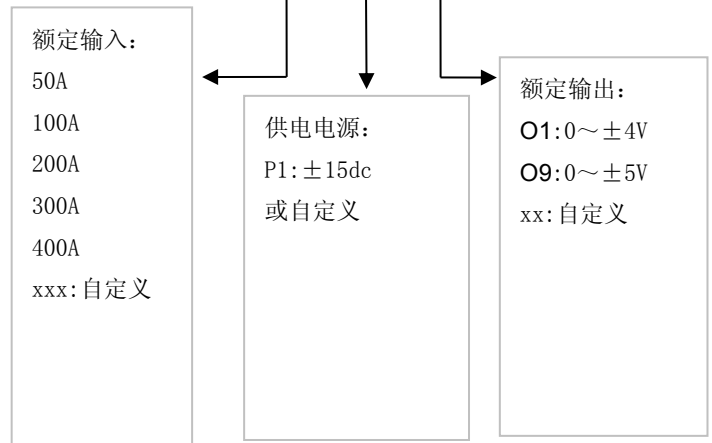 额定输入：
50A
100A
200A
300A
400A
xxx:自定义
供电电源：
P1:±15dc
或自定义
额定输出：
O1:0～±4V
O9:0～±5V
xx:自定义